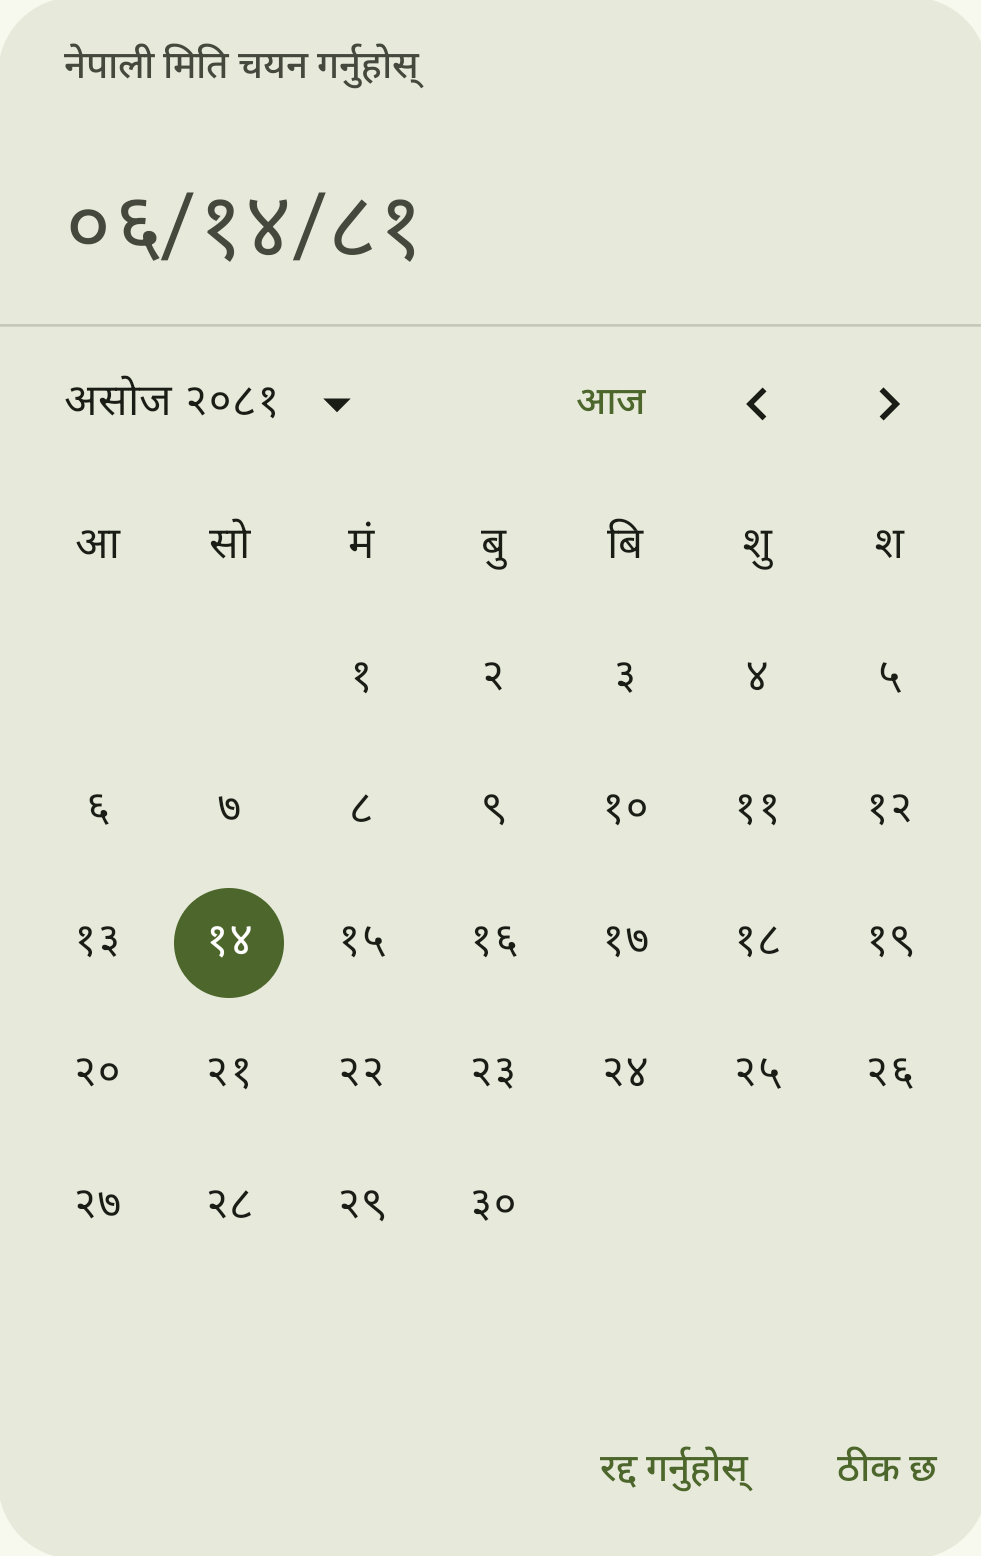 नेपाली मिति चयन गर्नुहोस्
०६/१४/८१
असोज २०८१ आज
आ सो मं बु बि शु श
१ २ ३ ४ ५
६ ७ ८ ९ १० ११ १२
१३ १४ १५ १६ १७ १८ १९
२० २१ २२ २३ २४ २५ २६
२७ २८ २९ ३०
रद्द गर्नुहोस् ठीक छ